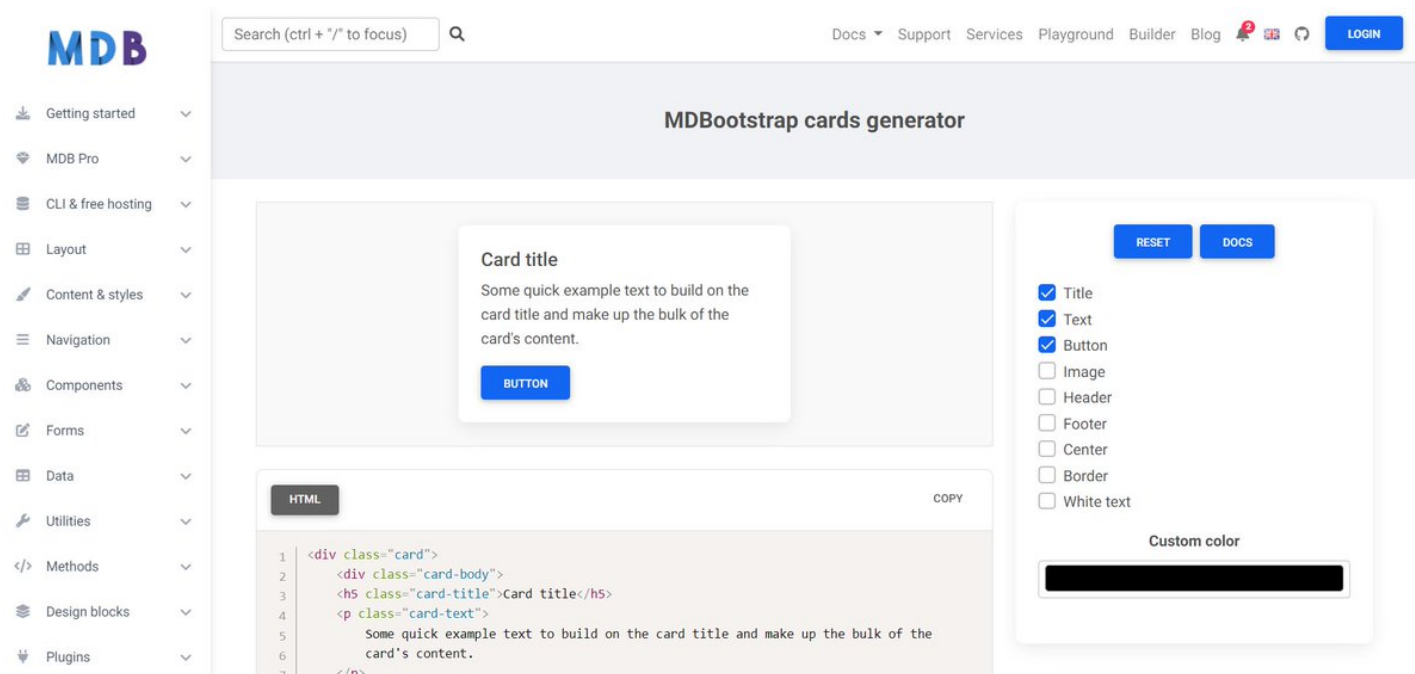 MDB
Search (ctrl + "/" to focus)
Docs Support Services Playground Builder Blog 2 LOGIN
Getting started
MDB Pro
CLI & free hosting
Layout
Content & styles
Navigation
Components
Forms
Data
Utilities
Methods
Design blocks
Plugins
MDBootstrap cards generator
Card title
Some quick example text to build on the
card title and make up the bulk of the
card's content.
BUTTON
RESET DOCS
Title
Text
Button
Image
Header
Footer
Center
Border
White text
Custom color
HTML COPY
1 <div class="card">
2 <div class="card-body">
3 <h5 class="card-title">Card title</h5>
4 <p class="card-text">
5 Some quick example text to build on the card title and make up the bulk of the
6 card's content.
7 </p>